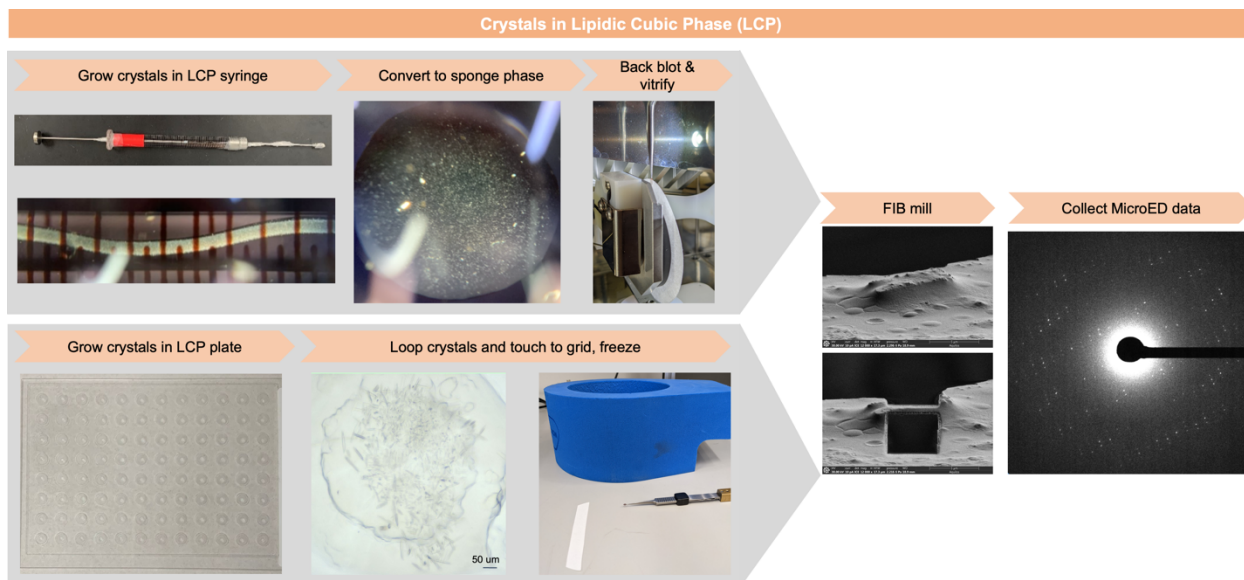 Crystals in Lipidic Cubic Phase (LCP)
Grow crystals in LCP syringe
Convert to sponge phase
Back blot &
vitrify
FIB mill
Collect MicroED data
Grow crystals in LCP plate
Loop crystals and touch to grid, freeze
50 um